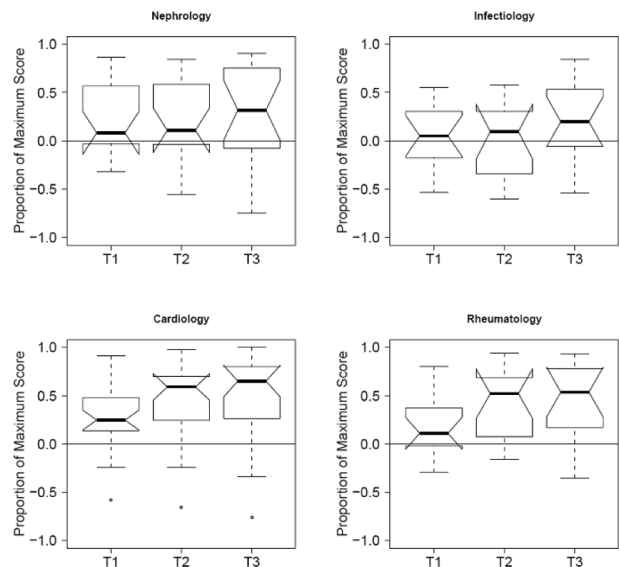 Nephrology
Proportion of Maximum Score
1.0
0.5
0.0
−0.5
−1.0
T1 T2 T3
Infectiology
Proportion of Maximum Score
1.0
0.5
0.0
−0.5
−1.0
T1 T2 T3
Cardiology
Proportion of Maximum Score
1.0
0.5
0.0
−0.5
−1.0
T1 T2 T3
Rheumatology
Proportion of Maximum Score
1.0
0.5
0.0
−0.5
−1.0
T1 T2 T3